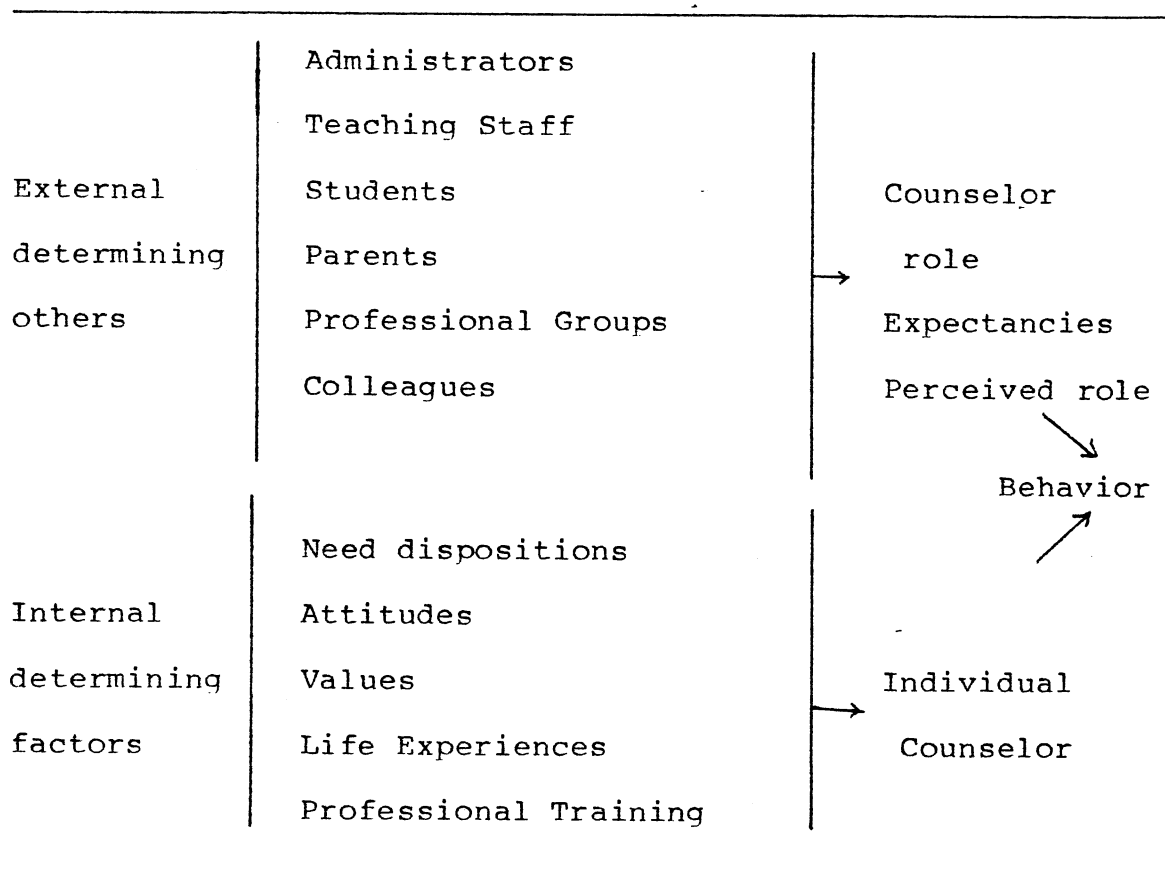 Administrators
Teaching Staff
External
Students
Counselor
determining
Parents
role
others
Professional Groups
Expectancies
Colleagues
Perceived role
Behavior
Need dispositions
Internal
Attitudes
determining
Values
Individual
factors
Life Experiences
Counselor
Professional Training